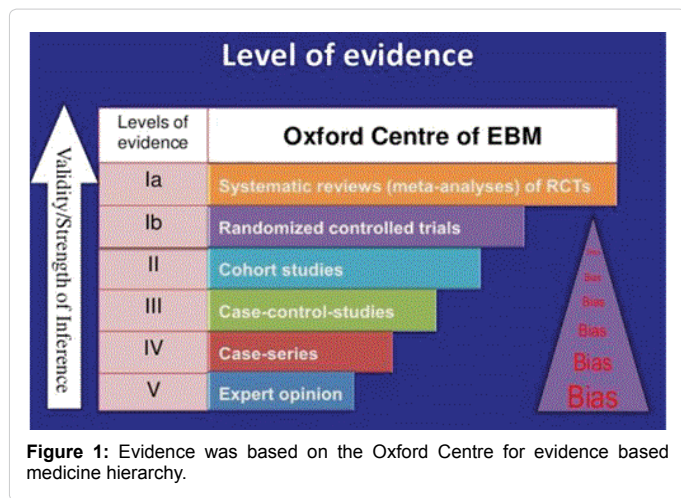 Level of evidence
Validity/Strength of Inference
Levels of
evidence
Oxford Centre of EBM
Ia
Systematic reviews (meta-analyses) of RCTs
Ib
Randomized controlled trials
II
Cohort studies
III
Case-control-studies
IV
Case-series
V
Expert opinion
Bias
Bias
Bias
Bias
Bias
Figure 1: Evidence was based on the Oxford Centre for evidence based
medicine hierarchy.